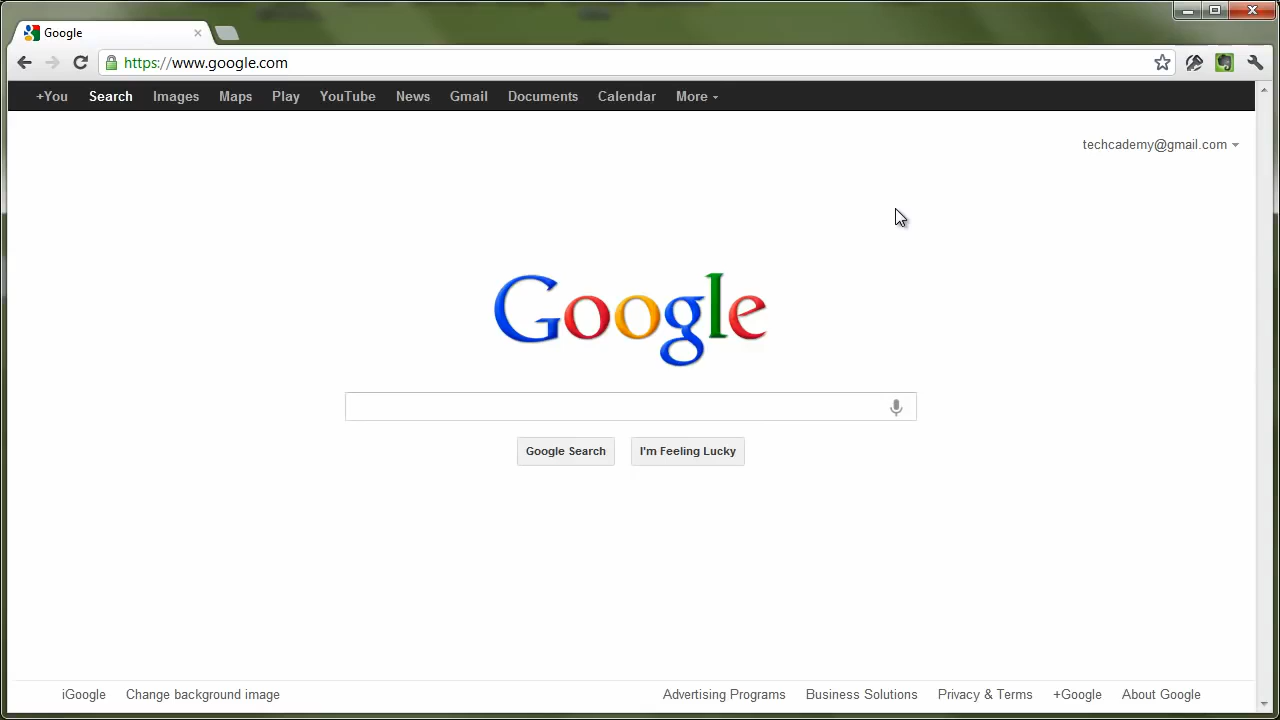 Google
https://www.google.com
+You Search Images Maps Play YouTube News Gmail Documents Calendar More
techcademy@gmail.com
Google
Google Search I'm Feeling Lucky
iGoogle Change background image Advertising Programs Business Solutions Privacy & Terms +Google About Google